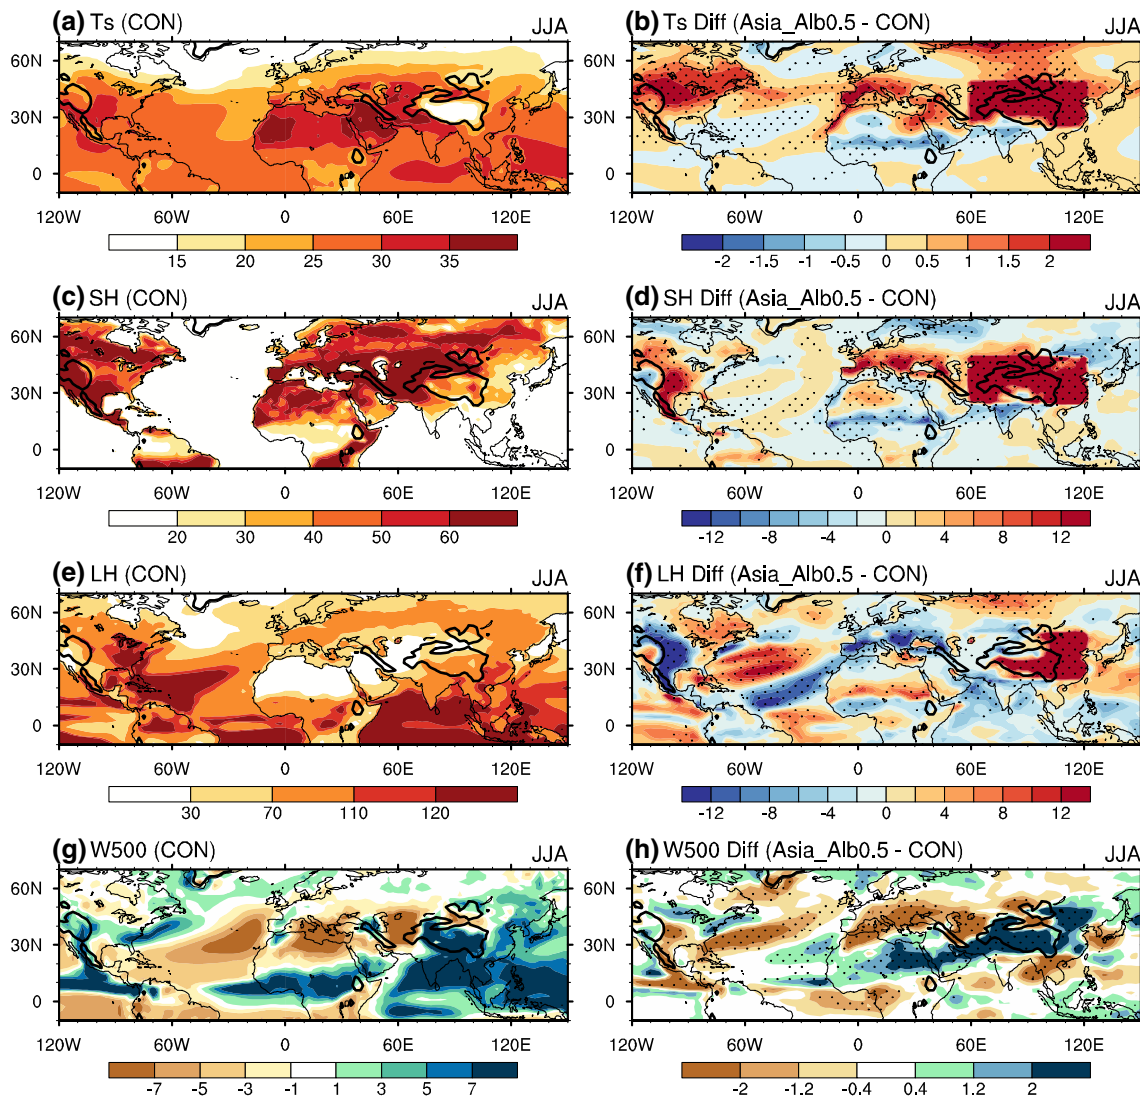 (a) Ts (CON) JJA
60N
30N
0
120W 60W 0 60E 120E
15 20 25 30 35
(b) Ts Diff (Asia_Alb0.5 - CON) JJA
60N
30N
0
120W 60W 0 60E 120E
-2 -1.5 -1 -0.5 0 0.5 1 1.5 2
(c) SH (CON) JJA
60N
30N
0
120W 60W 0 60E 120E
20 30 40 50 60
(d) SH Diff (Asia_Alb0.5 - CON) JJA
60N
30N
0
120W 60W 0 60E 120E
-12 -8 -4 0 4 8 12
(e) LH (CON) JJA
60N
30N
0
120W 60W 0 60E 120E
30 70 110 120
(f) LH Diff (Asia_Alb0.5 - CON) JJA
60N
30N
0
120W 60W 0 60E 120E
-12 -8 -4 0 4 8 12
(g) W500 (CON) JJA
60N
30N
0
120W 60W 0 60E 120E
-7 -5 -3 -1 1 3 5 7
(h) W500 Diff (Asia_Alb0.5 - CON) JJA
60N
30N
0
120W 60W 0 60E 120E
-2 -1.2 -0.4 0.4 1.2 2